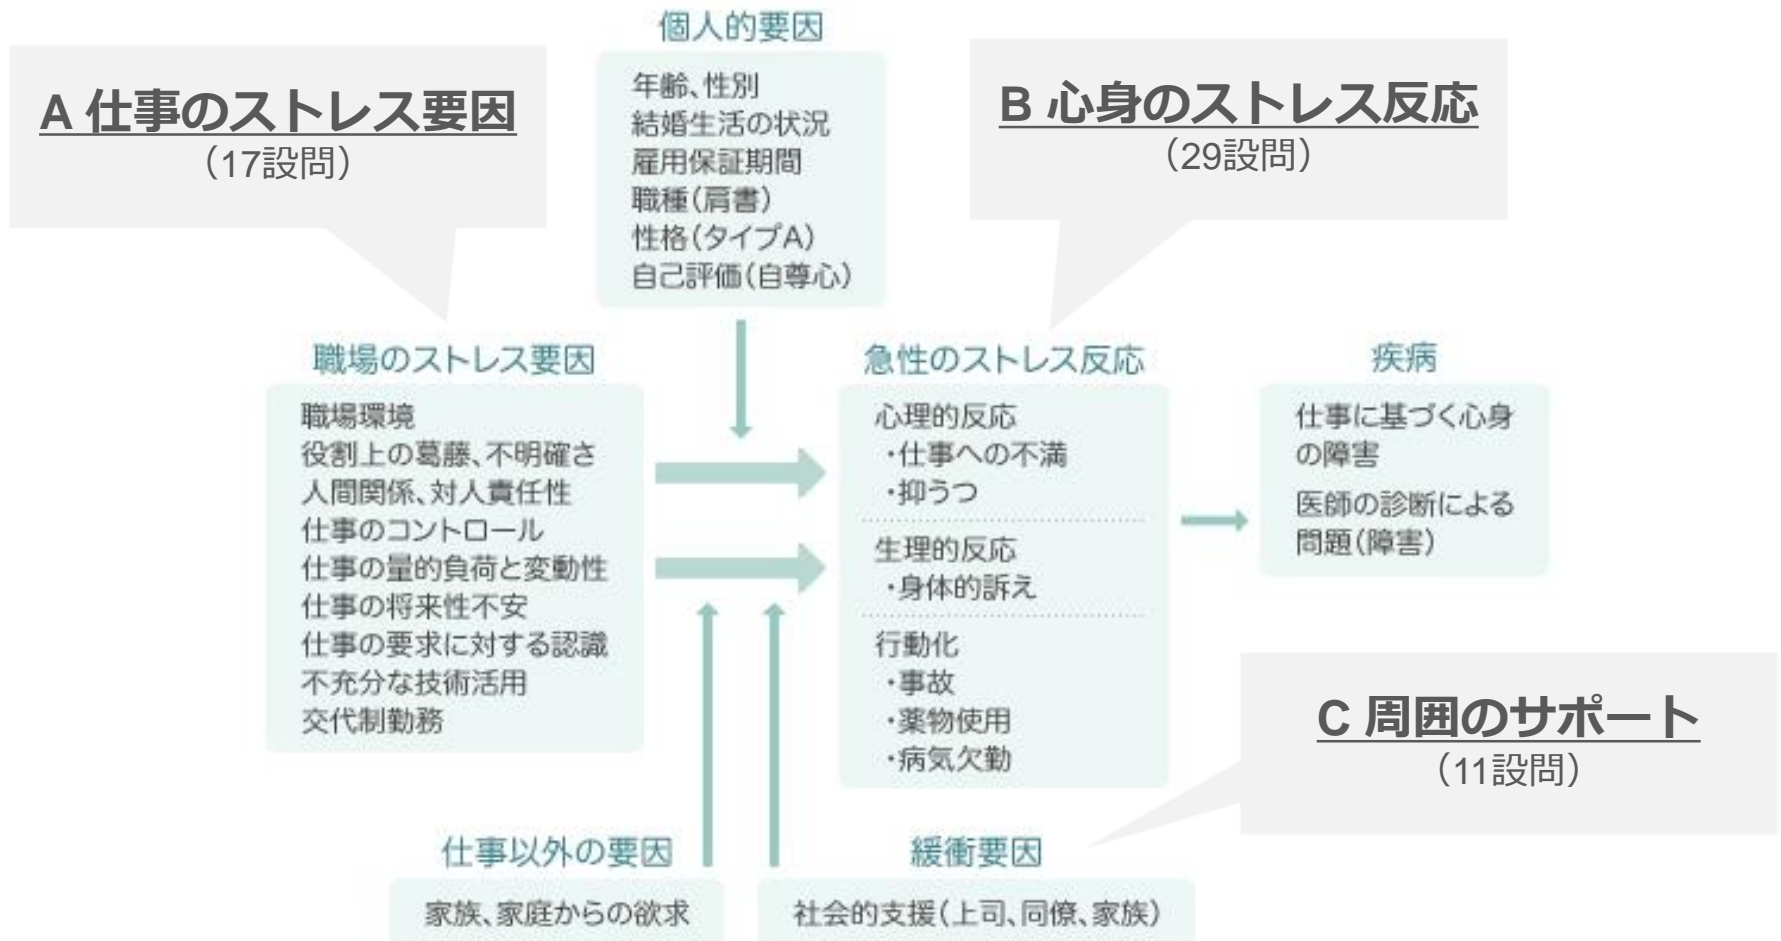 個人的要因
年齢、性別
結婚生活の状況
雇用保証期間
職種(肩書)
性格(タイプA)
自己評価(自尊心)
A 仕事のストレス要因
（17設問）
B 心身のストレス反応
（29設問）
職場のストレス要因
職場環境
役割上の葛藤、不明確さ
人間関係、対人責任性
仕事のコントロール
仕事の量的負荷と変動性
仕事の将来性不安
仕事の要求に対する認識
不充分な技術活用
交代制勤務
急性のストレス反応
心理的反応
・仕事への不満
・抑うつ
生理的反応
・身体的訴え
行動化
・事故
・薬物使用
・病気欠勤
疾病
仕事に基づく心身
の障害
医師の診断による
問題(障害)
C 周囲のサポート
（11設問）
仕事以外の要因
家族、家庭からの欲求
緩衝要因
社会的支援(上司、同僚、家族)